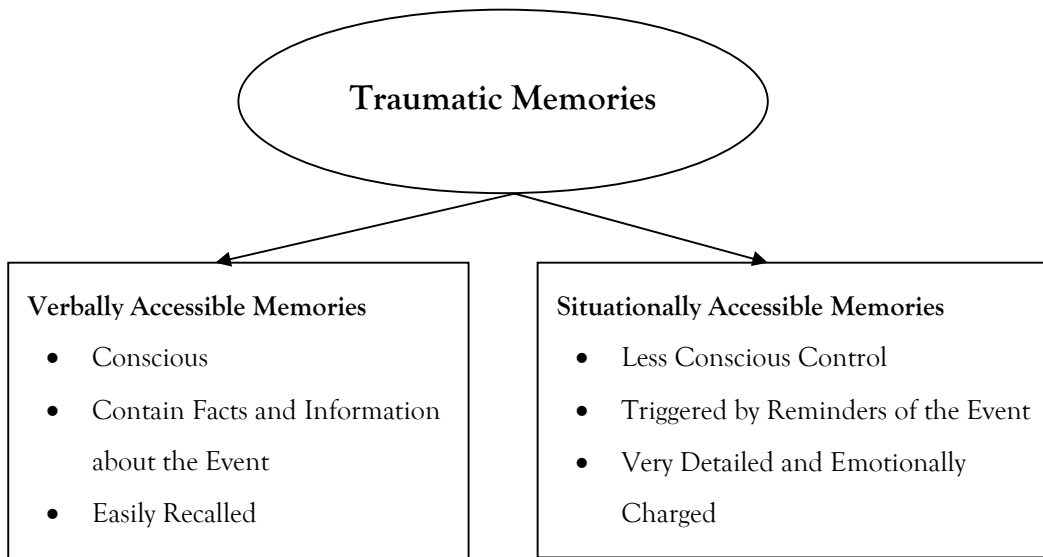 Traumatic Memories
Verbally Accessible Memories
• Conscious
• Contain Facts and Information
about the Event
• Easily Recalled
Situationally Accessible Memories
• Less Conscious Control
• Triggered by Reminders of the Event
• Very Detailed and Emotionally
Charged